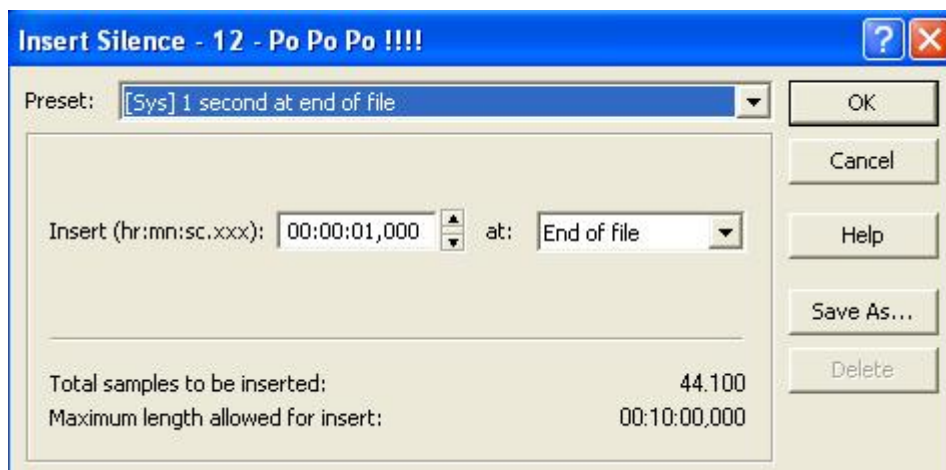 Insert Silence - 12 - Po Po Po !!!!
Preset: [Sys] 1 second at end of file
OK
Cancel
Insert (hr:mn:sc.xxx): 00:00:01,000 at: End of file
Help
Save As...
Total samples to be inserted: 44.100
Delete
Maximum length allowed for insert: 00:10:00,000